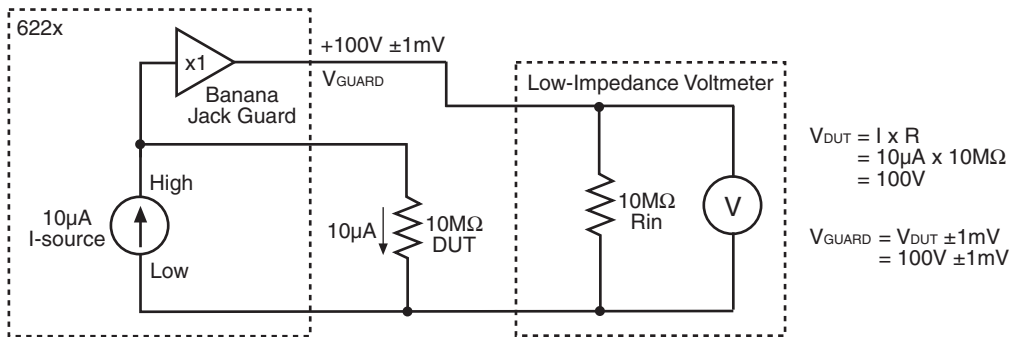 622x
x1
Banana
Jack Guard
+100V ±1mV
VGUARD
High
10µA
I-source
Low
10µA
10MΩ
DUT
Low-Impedance Voltmeter
10MΩ
Rin
V
VDUT = I x R
= 10µA x 10MΩ
= 100V
VGUARD = VDUT ±1mV
= 100V ±1mV